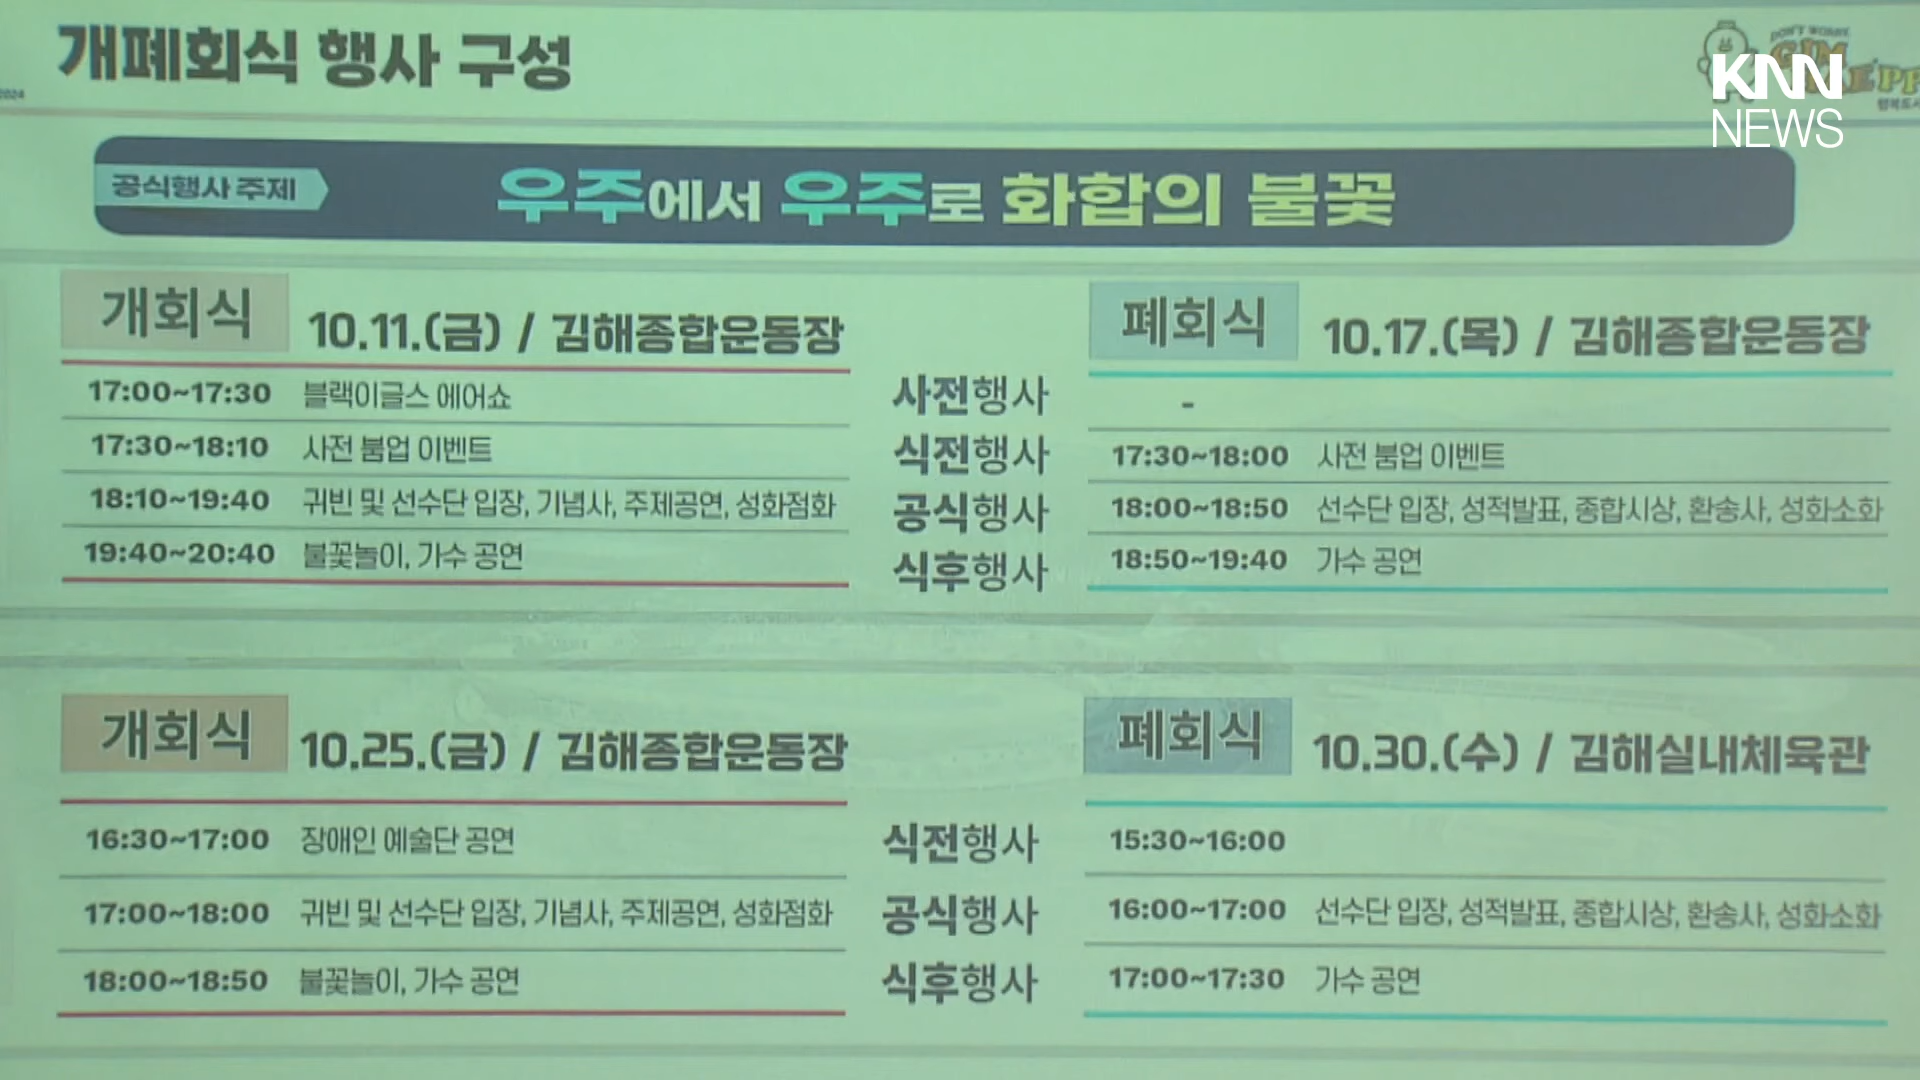 개폐회식 행사 구성
2024
DON'T WORRY.
KNN
NEWS
공식행사 주제
우주에서 우주로 화합의 불꽃
개회식 10.11.(금) / 김해종합운동장
17:00~17:30 블랙이글스 에어쇼
17:30~18:10 사전 붐업 이벤트
18:10~19:40 귀빈 및 선수단 입장, 기념사, 주제공연, 성화점화
19:40~20:40 불꽃놀이, 가수 공연
사전행사
식전행사
공식행사
식후행사
폐회식 10.17.(목) / 김해종합운동장
-
17:30~18:00 사전 붐업 이벤트
18:00~18:50 선수단 입장, 성적발표, 종합시상, 환송사, 성화소화
18:50~19:40 가수 공연
개회식 10.25.(금) / 김해종합운동장
16:30~17:00 장애인 예술단 공연
17:00~18:00 귀빈 및 선수단 입장, 기념사, 주제공연, 성화점화
18:00~18:50 불꽃놀이, 가수 공연
식전행사
공식행사
식후행사
폐회식 10.30.(수) / 김해실내체육관
15:30~16:00
16:00~17:00 선수단 입장, 성적발표, 종합시상, 환송사, 성화소화
17:00~17:30 가수 공연